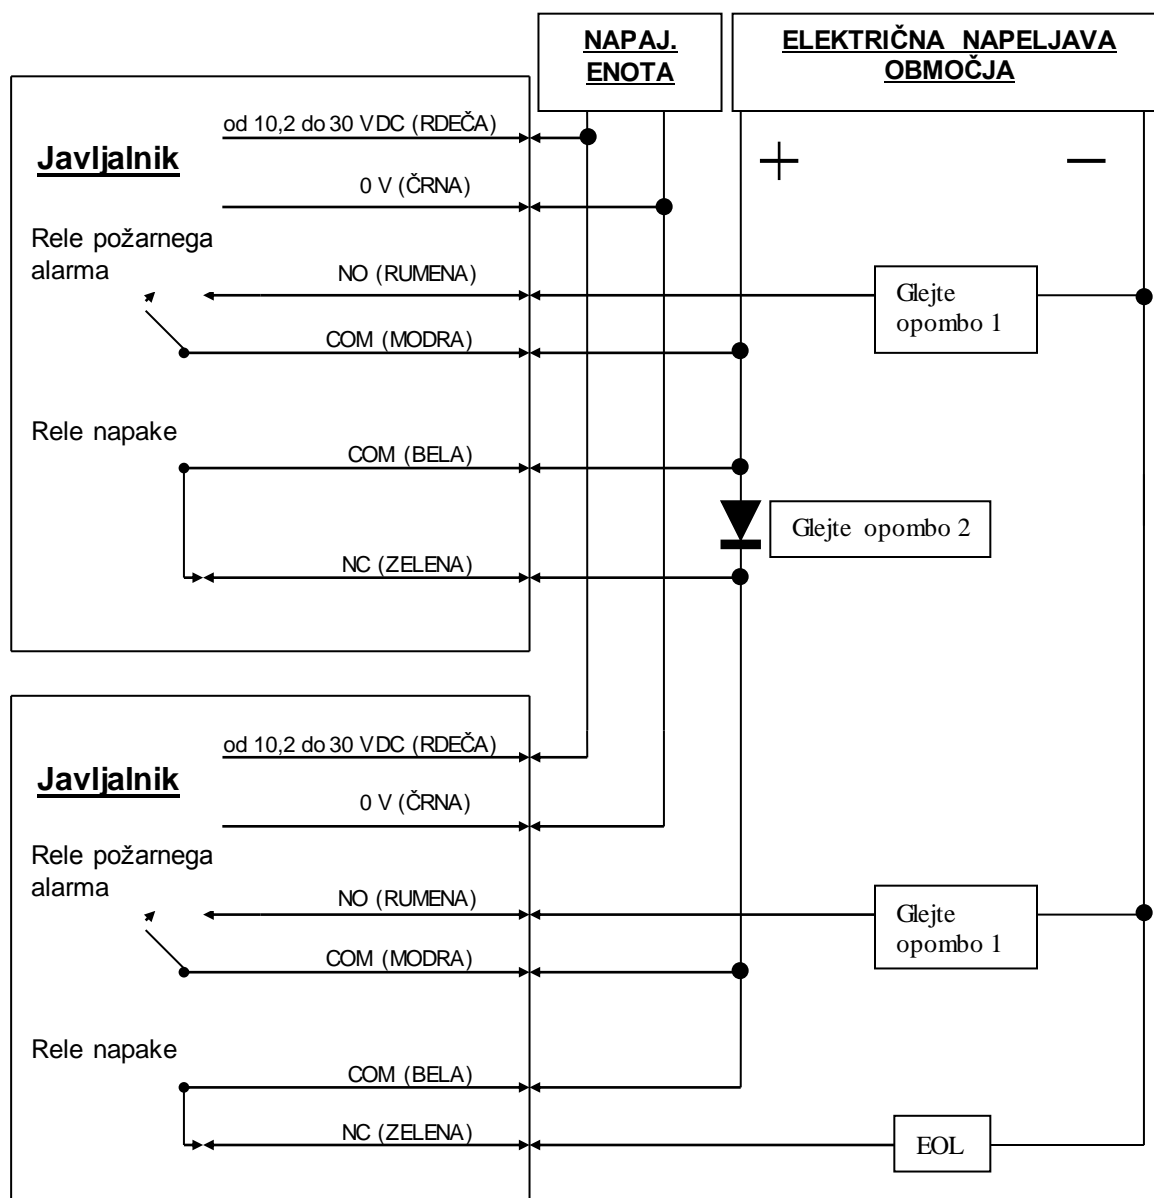 NAPAJ.
ENOTA
ELEKTRIČNA NAPELJAVA
OBMOČJA
+
−
od 10,2 do 30 VDC (RDEČA)
Javljalnik
0 V (ČRNA)
Rele požarnega
alarma
NO (RUMENA)
Glejte
opombo 1
COM (MODRA)
Rele napake
COM (BELA)
Glejte opombo 2
NC (ZELENA)
od 10,2 do 30 VDC (RDEČA)
Javljalnik
0 V (ČRNA)
Rele požarnega
alarma
NO (RUMENA)
Glejte
opombo 1
COM (MODRA)
Rele napake
COM (BELA)
NC (ZELENA)
EOL